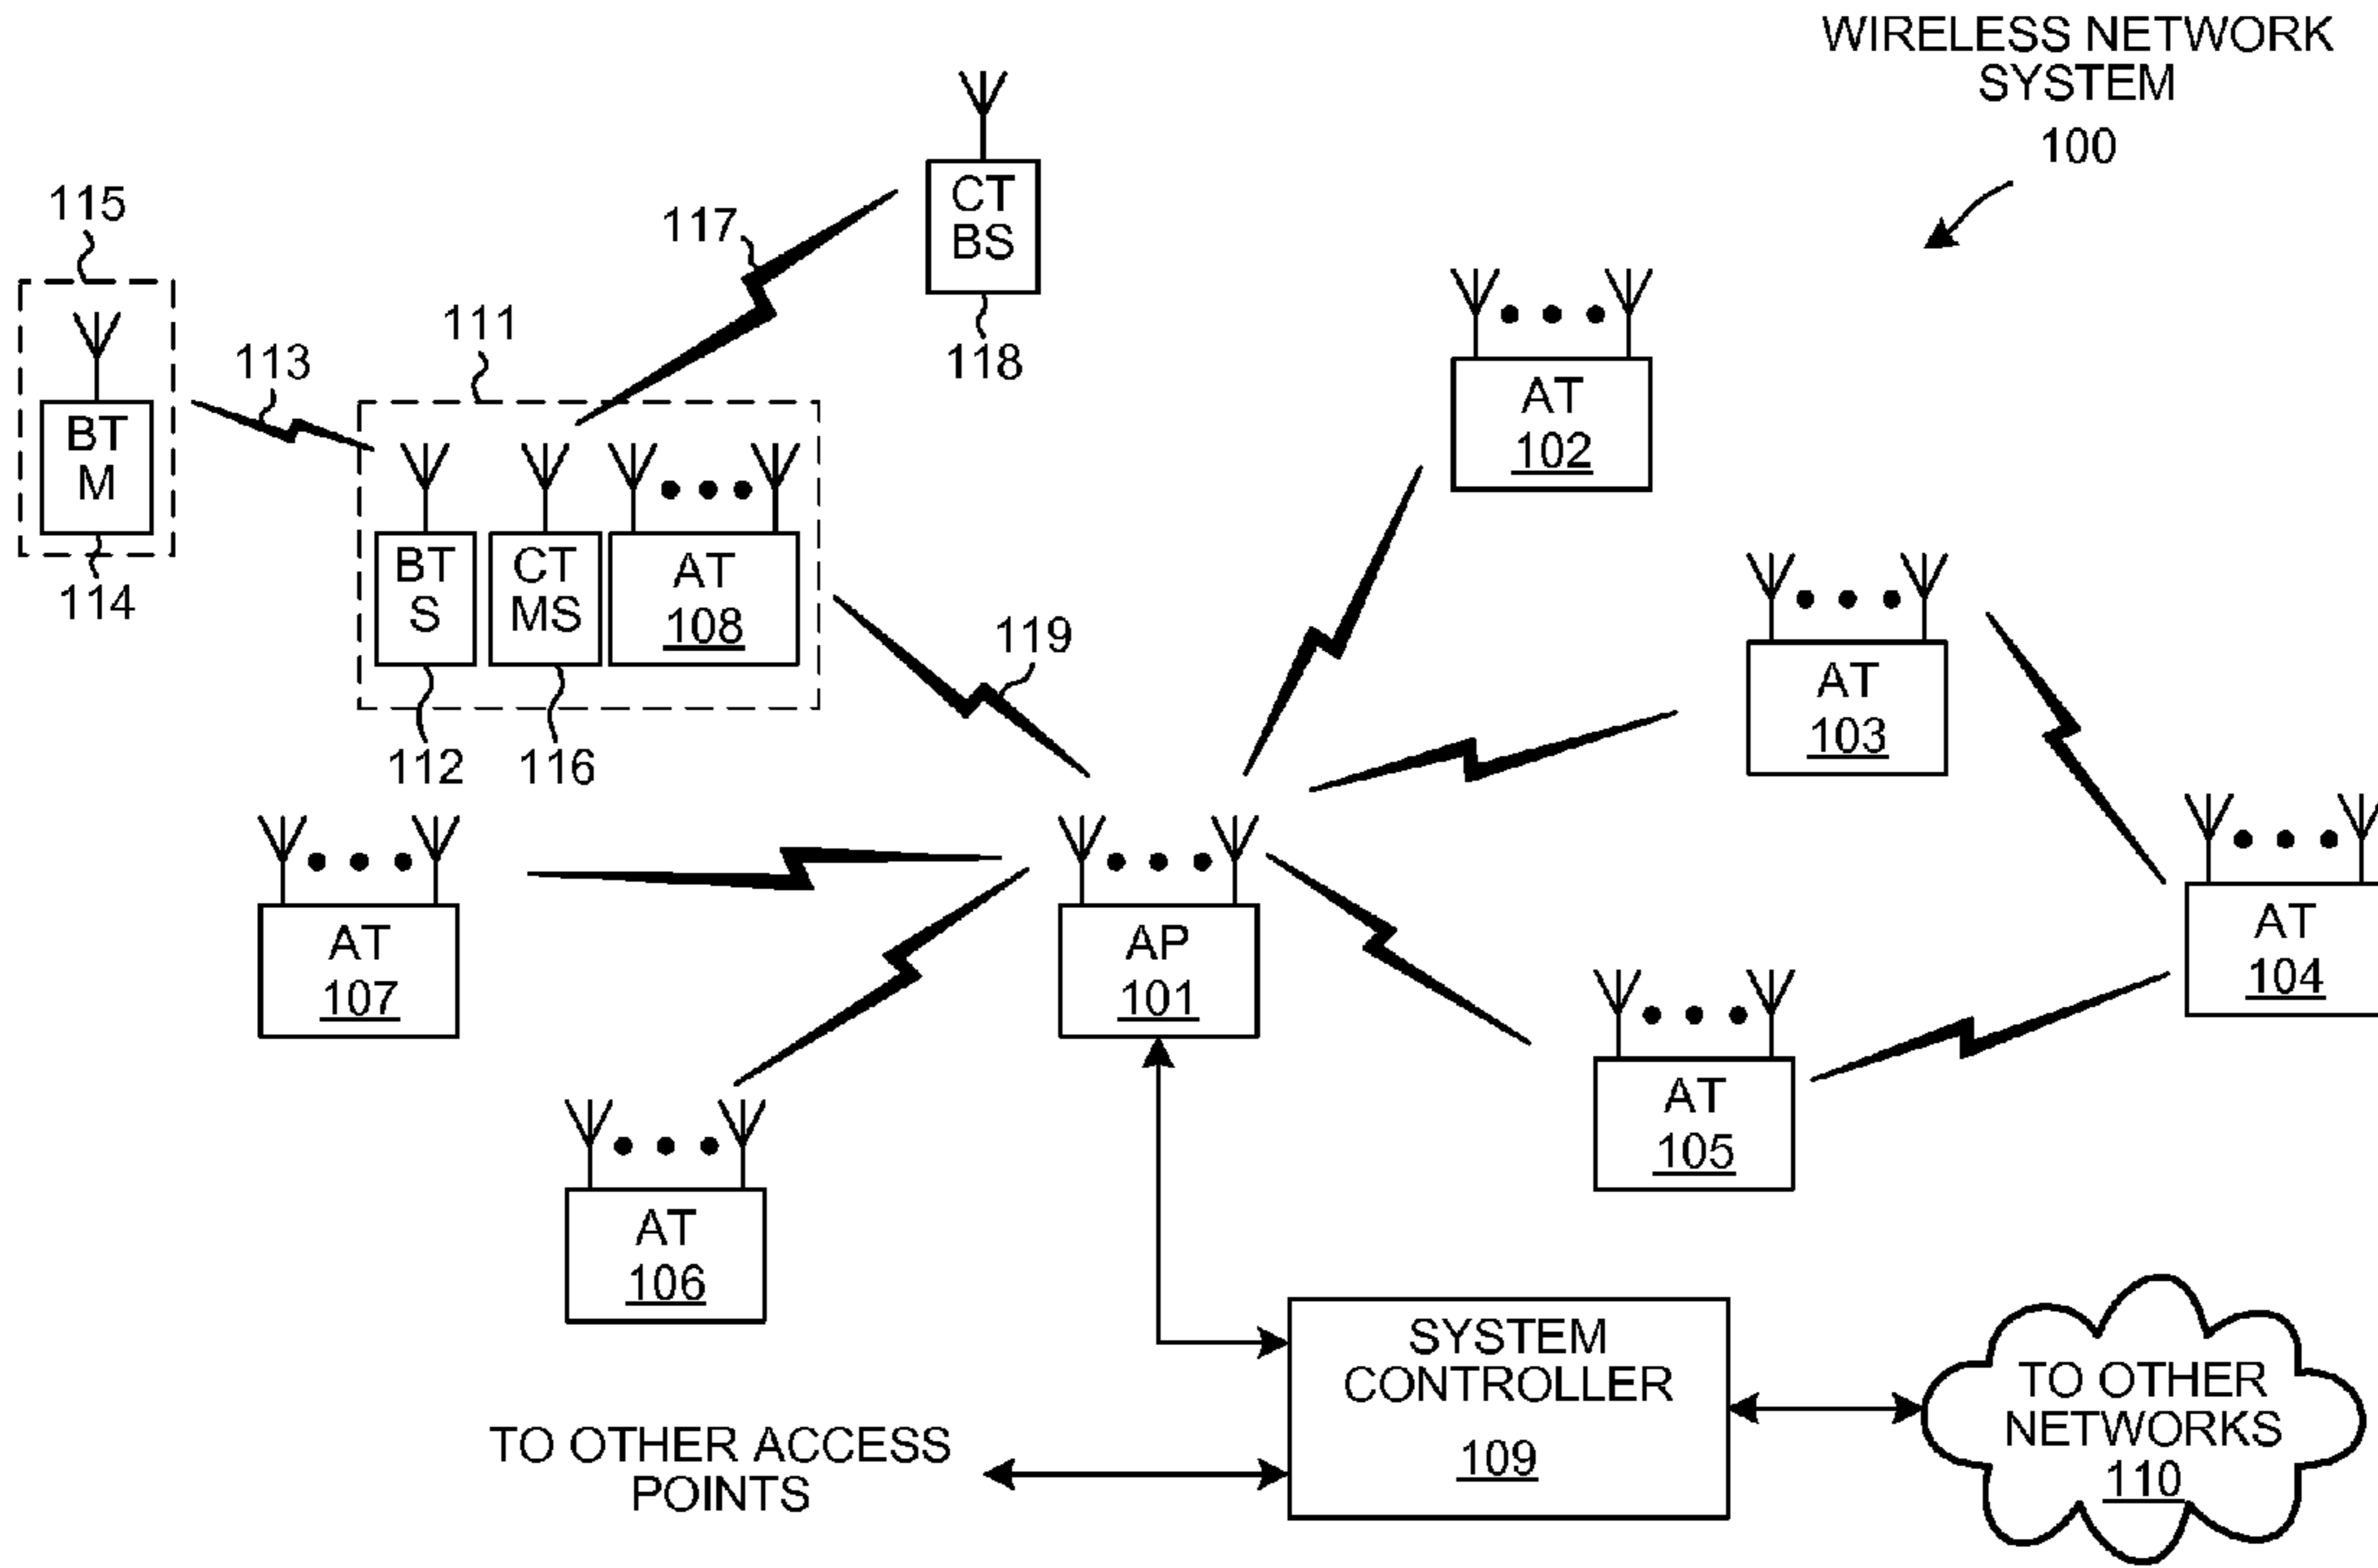 WIRELESS NETWORK
SYSTEM
100
115
117
CT
BS
118
111
113
BT
M
114
BT
S
CT
MS
AT
108
112
116
119
AT
102
AT
103
AT
104
AT
105
AT
107
AP
101
AT
106
SYSTEM
CONTROLLER
109
TO OTHER ACCESS
POINTS
TO OTHER
NETWORKS
110